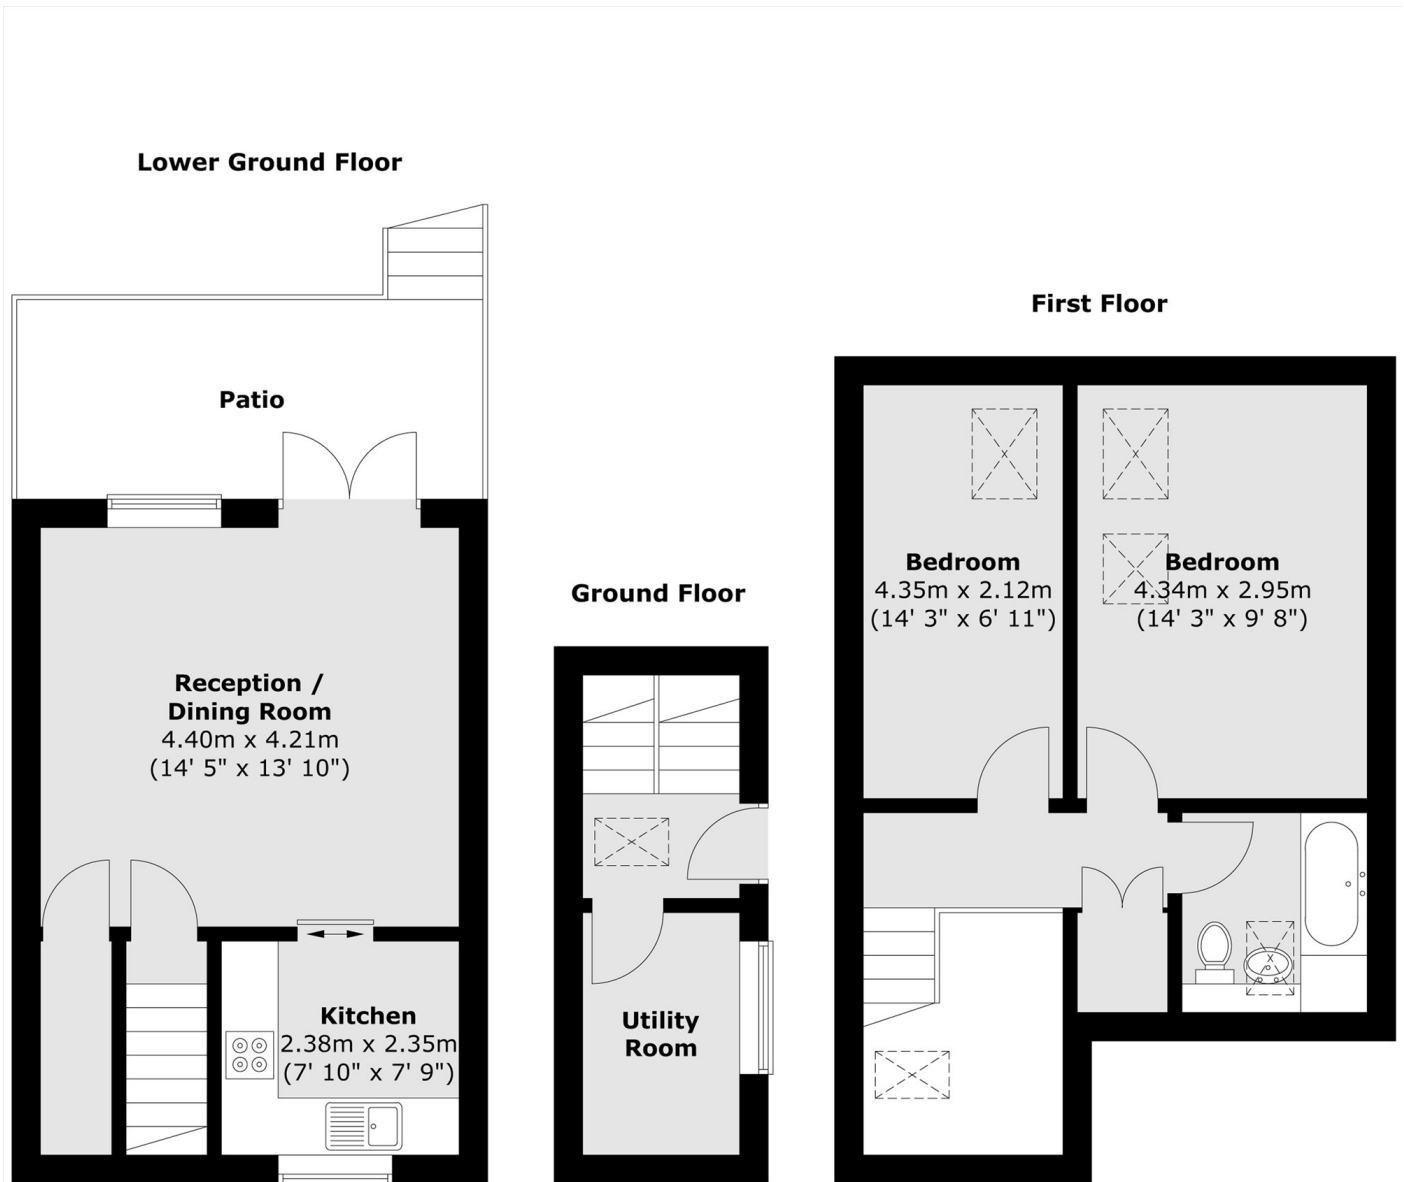 Lower Ground Floor
Patio
Reception /
Dining Room
4.40m x 4.21m
(14' 5" x 13' 10")
Kitchen
2.38m x 2.35m
(7' 10" x 7' 9")
Ground Floor
Utility
Room
First Floor
Bedroom
4.35m x 2.12m
(14' 3" x 6' 11")
Bedroom
4.34m x 2.95m
(14' 3" x 9' 8")